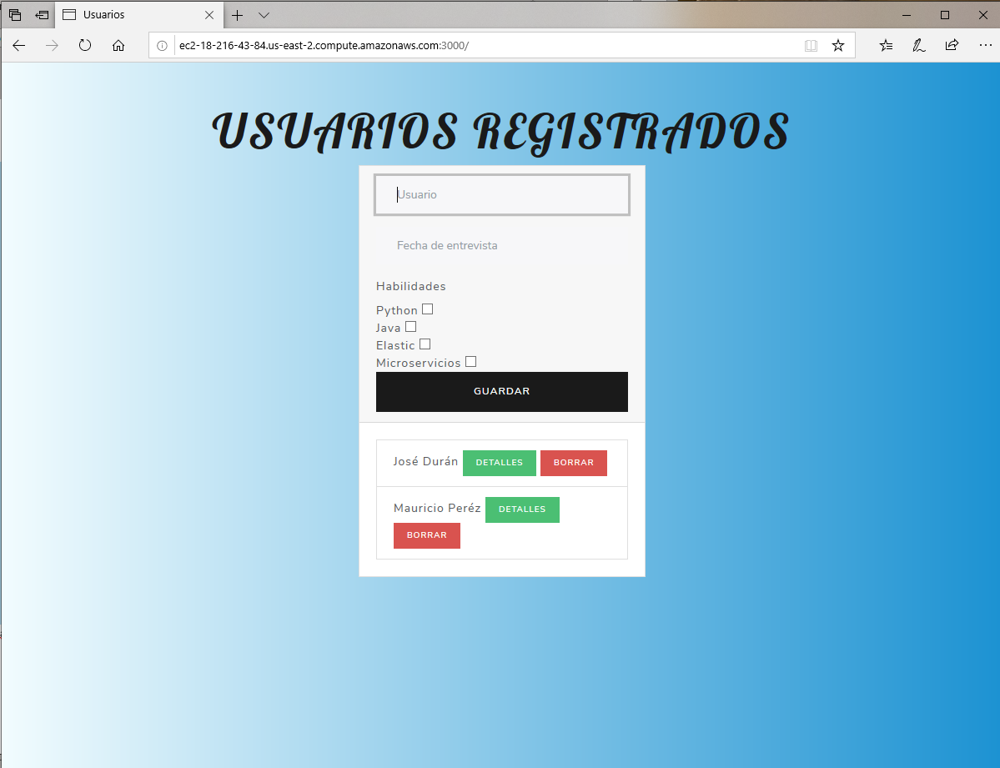 Usuarios
ec2-18-216-43-84.us-east-2.compute.amazonaws.com:3000/
USUARIOS REGISTRADOS
Usuario
Fecha de entrevista
Habilidades
Python
Java
Elastic
Microservicios
GUARDAR
José Durán DETALLES BORRAR
Mauricio Peréz DETALLES
BORRAR